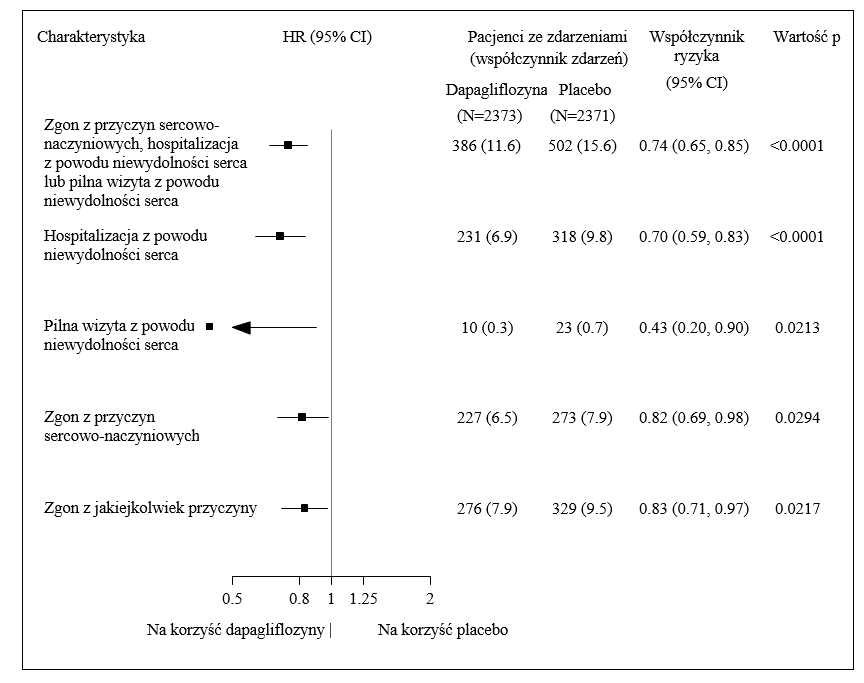 Charakterystyka HR (95% CI) Pacjenci ze zdarzeniami Współczynnik Wartość p
(współczynnik zdarzeń) ryzyka
(95% CI)
Dapagliflozyna Placebo
(N=2373) (N=2371)
Zgon z przyczyn sercowo-
naczyniowych, hospitalizacja
z powodu niewydolności serca
lub pilna wizyta z powodu
niewydolności serca
386 (11.6) 502 (15.6) 0.74 (0.65, 0.85) <0.0001
Hospitalizacja z powodu
niewydolności serca
231 (6.9) 318 (9.8) 0.70 (0.59, 0.83) <0.0001
Pilna wizyta z powodu
niewydolności serca
10 (0.3) 23 (0.7) 0.43 (0.20, 0.90) 0.0213
Zgon z przyczyn
sercowo-naczyniowych
227 (6.5) 273 (7.9) 0.82 (0.69, 0.98) 0.0294
Zgon z jakiejkolwiek przyczyny 276 (7.9) 329 (9.5) 0.83 (0.71, 0.97) 0.0217
0.5 0.8 1 1.25 2
Na korzyść dapagliflozyny | Na korzyść placebo